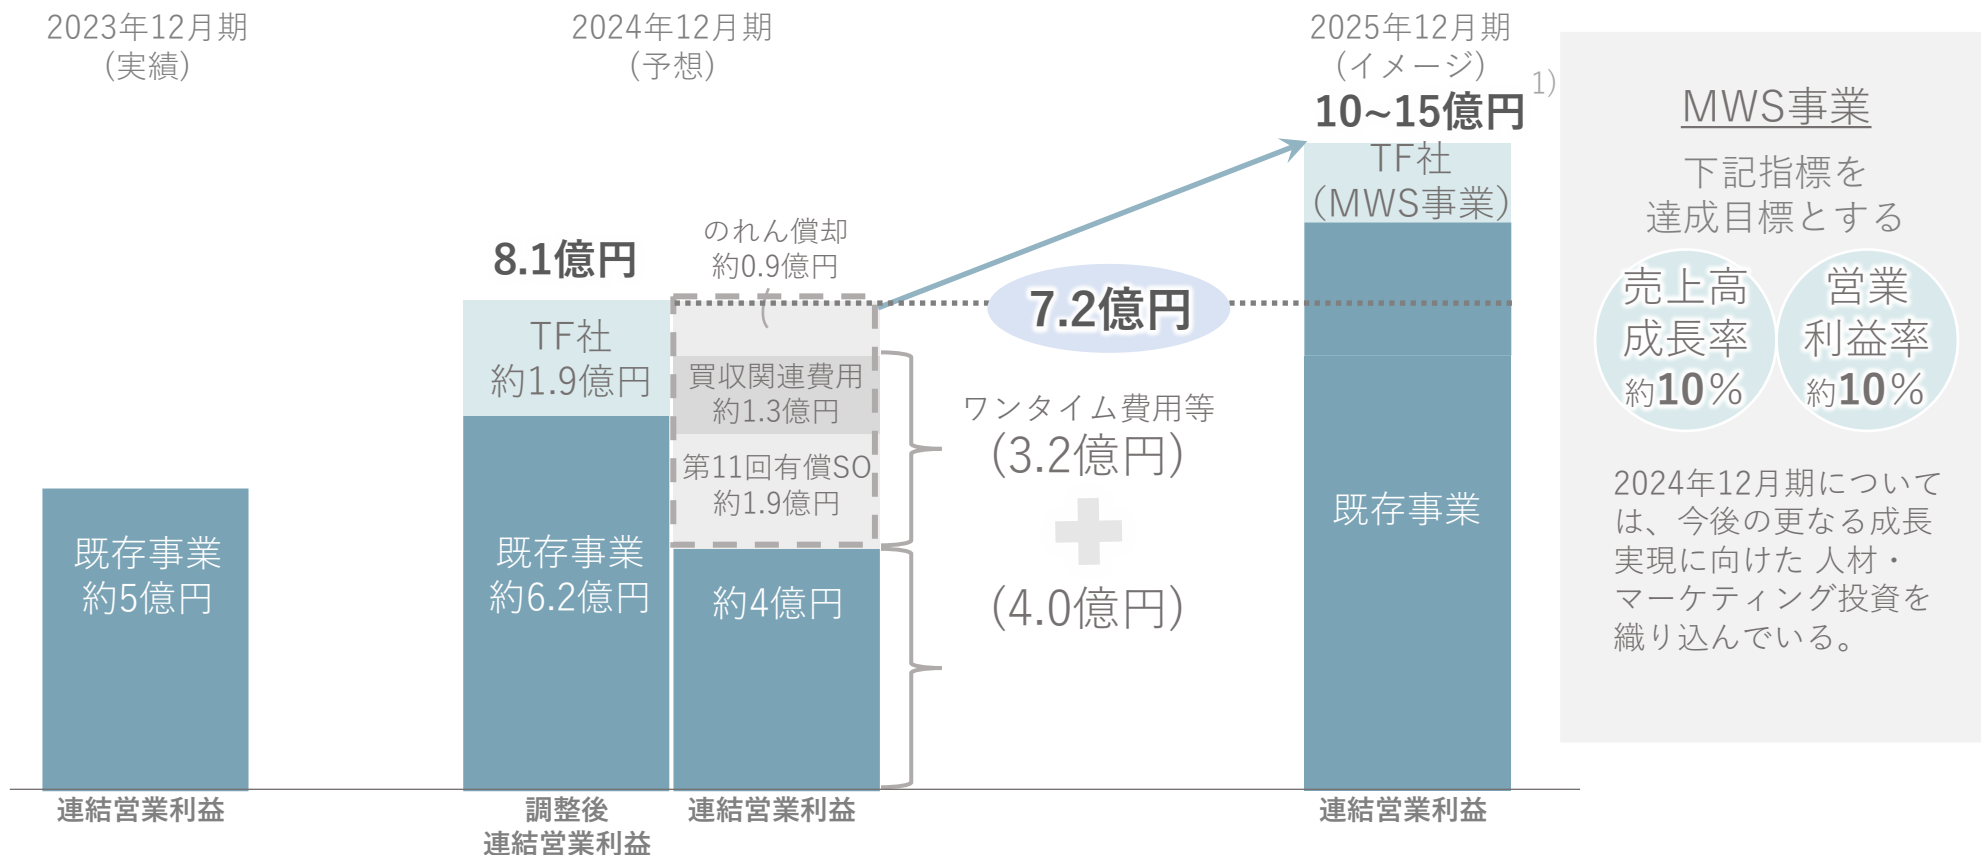 2023年12月期
(実績)
2024年12月期
(予想)
2025年12月期
(イメージ)
10~15億円
1)
TF社
(MWS事業)
既存事業
8.1億円
TF社
約1.9億円
既存事業
約6.2億円
のれん償却
約0.9億円
買収関連費用
約1.3億円
第11回有償SO
約1.9億円
約4億円
7.2億円
ワンタイム費用等
(3.2億円)
(4.0億円)
既存事業
約5億円
連結営業利益
調整後
連結営業利益
連結営業利益
連結営業利益
MWS事業
下記指標を
達成目標とする
売上高
成長率
約10%
営業
利益率
約10%
2024年12月期について
は、今後の更なる成長
実現に向けた 人材・
マーケティング投資を
織り込んでいる。